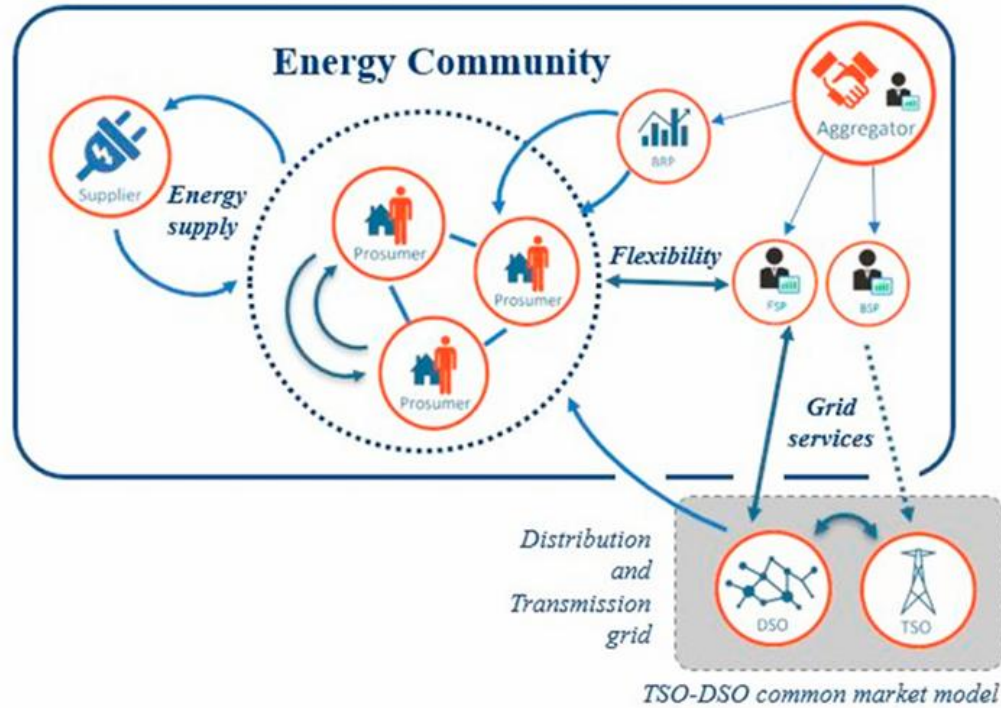 Energy Community
Aggregator
BRP
Supplier
Energy
supply
Prosumer
Prosumer
Prosumer
Flexibility
FSP
BSP
Grid
services
Distribution
and
Transmission
grid
DSO
TSO
TSO-DSO common market model